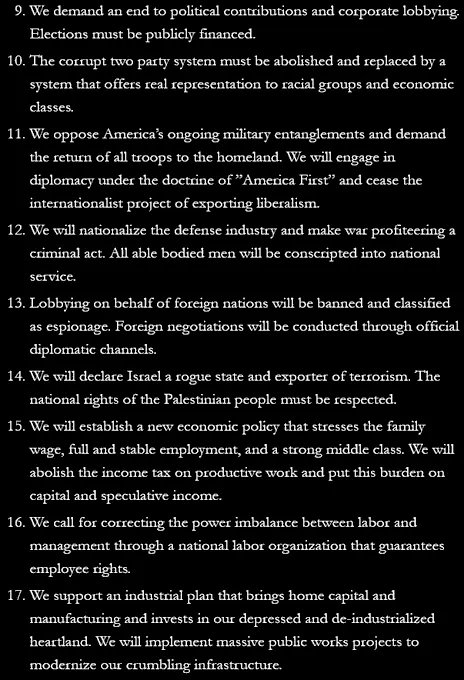 9. We demand an end to political contributions and corporate lobbying.
Elections must be publicly financed.
10. The corrupt two party system must be abolished and replaced by a
system that offers real representation to racial groups and economic
classes.
11. We oppose America's ongoing military entanglements and demand
the return of all troops to the homeland. We will engage in
diplomacy under the doctrine of ”America First” and cease the
internationalist project of exporting liberalism.
12. We will nationalize the defense industry and make war profiteering a
criminal act. All able bodied men will be conscripted into national
service.
13. Lobbying on behalf of foreign nations will be banned and classified
as espionage. Foreign negotiations will be conducted through official
diplomatic channels.
14. We will declare Israel a rogue state and exporter of terrorism. The
national rights of the Palestinian people must be respected.
15. We will establish a new economic policy that stresses the family
wage, full and stable employment, and a strong middle class. We will
abolish the income tax on productive work and put this burden on
capital and speculative income.
16. We call for correcting the power imbalance between labor and
management through a national labor organization that guarantees
employee rights.
17. We support an industrial plan that brings home capital and
manufacturing and invests in our depressed and de-industrialized
heartland. We will implement massive public works projects to
modernize our crumbling infrastructure.